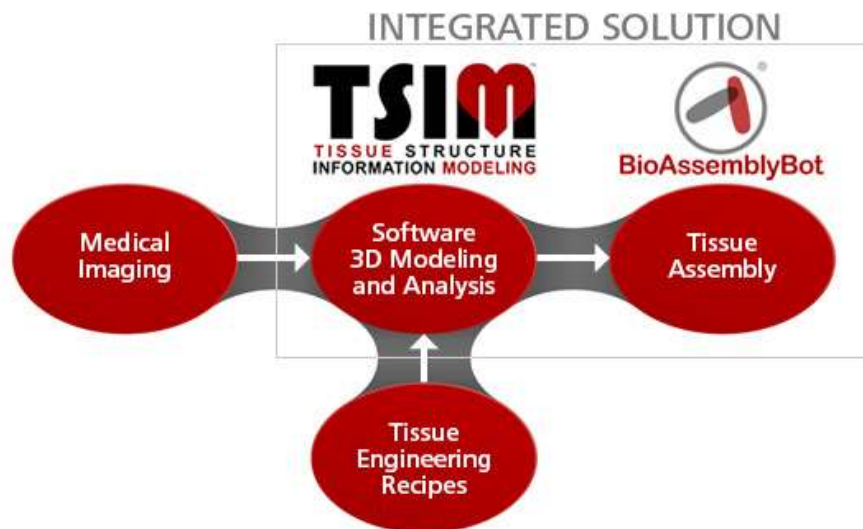 INTEGRATED SOLUTION
TSIM™
TISSUE STRUCTURE
INFORMATION MODELING
®
BioAssemblyBot
Medical
Imaging
Software
3D Modeling
and Analysis
Tissue
Assembly
Tissue
Engineering
Recipes